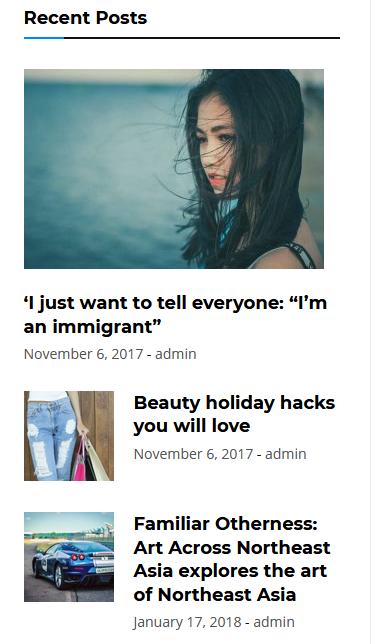 Recent Posts
‘I just want to tell everyone: “I’m
an immigrant”
November 6, 2017 - admin
Beauty holiday hacks
you will love
November 6, 2017 - admin
Familiar Otherness:
Art Across Northeast
Asia explores the art
of Northeast Asia
January 17, 2018 - admin